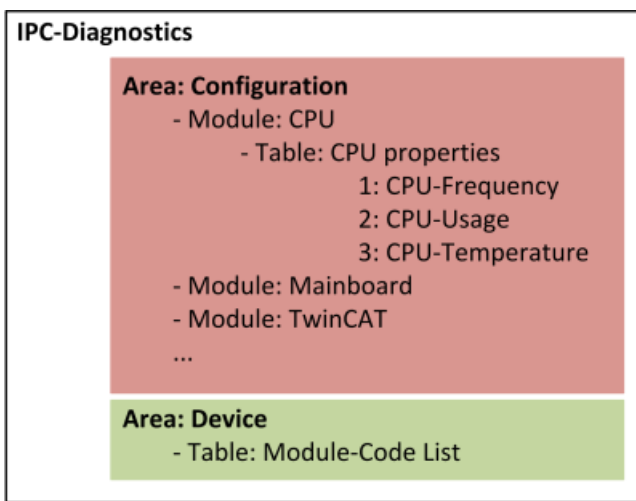 IPC-Diagnostics
Area: Configuration
- Module: CPU
- Table: CPU properties
1: CPU-Frequency
2: CPU-Usage
3: CPU-Temperature
- Module: Mainboard
- Module: TwinCAT
...
Area: Device
- Table: Module-Code List